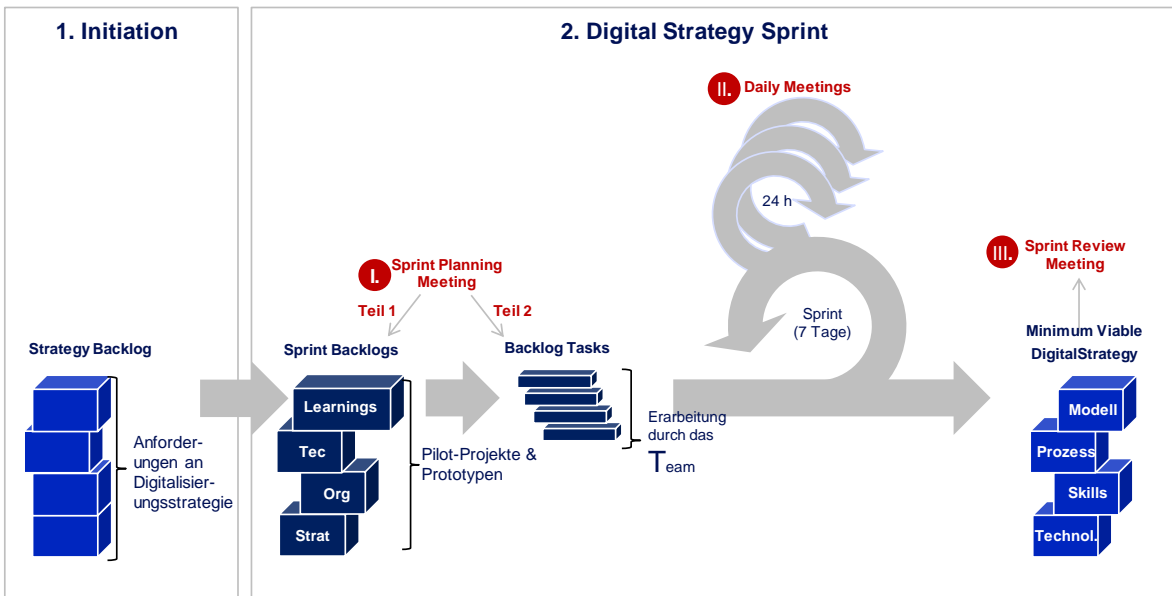 1. Initiation
2. Digital Strategy Sprint
II. Daily Meetings
24 h
I. Sprint Planning
Meeting
Teil 1
Teil 2
III. Sprint Review
Meeting
Sprint
(7 Tage)
Strategy Backlog
Anforder-
ungen an
Digitalisier-
ungsstrategie
Sprint Backlogs
Learnings
Tec
Org
Strat
Pilot-Projekte &
Prototypen
Backlog Tasks
Erarbeitung
durch das
Team
Minimum Viable
DigitalStrategy
Modell
Prozess
Skills
Technol.